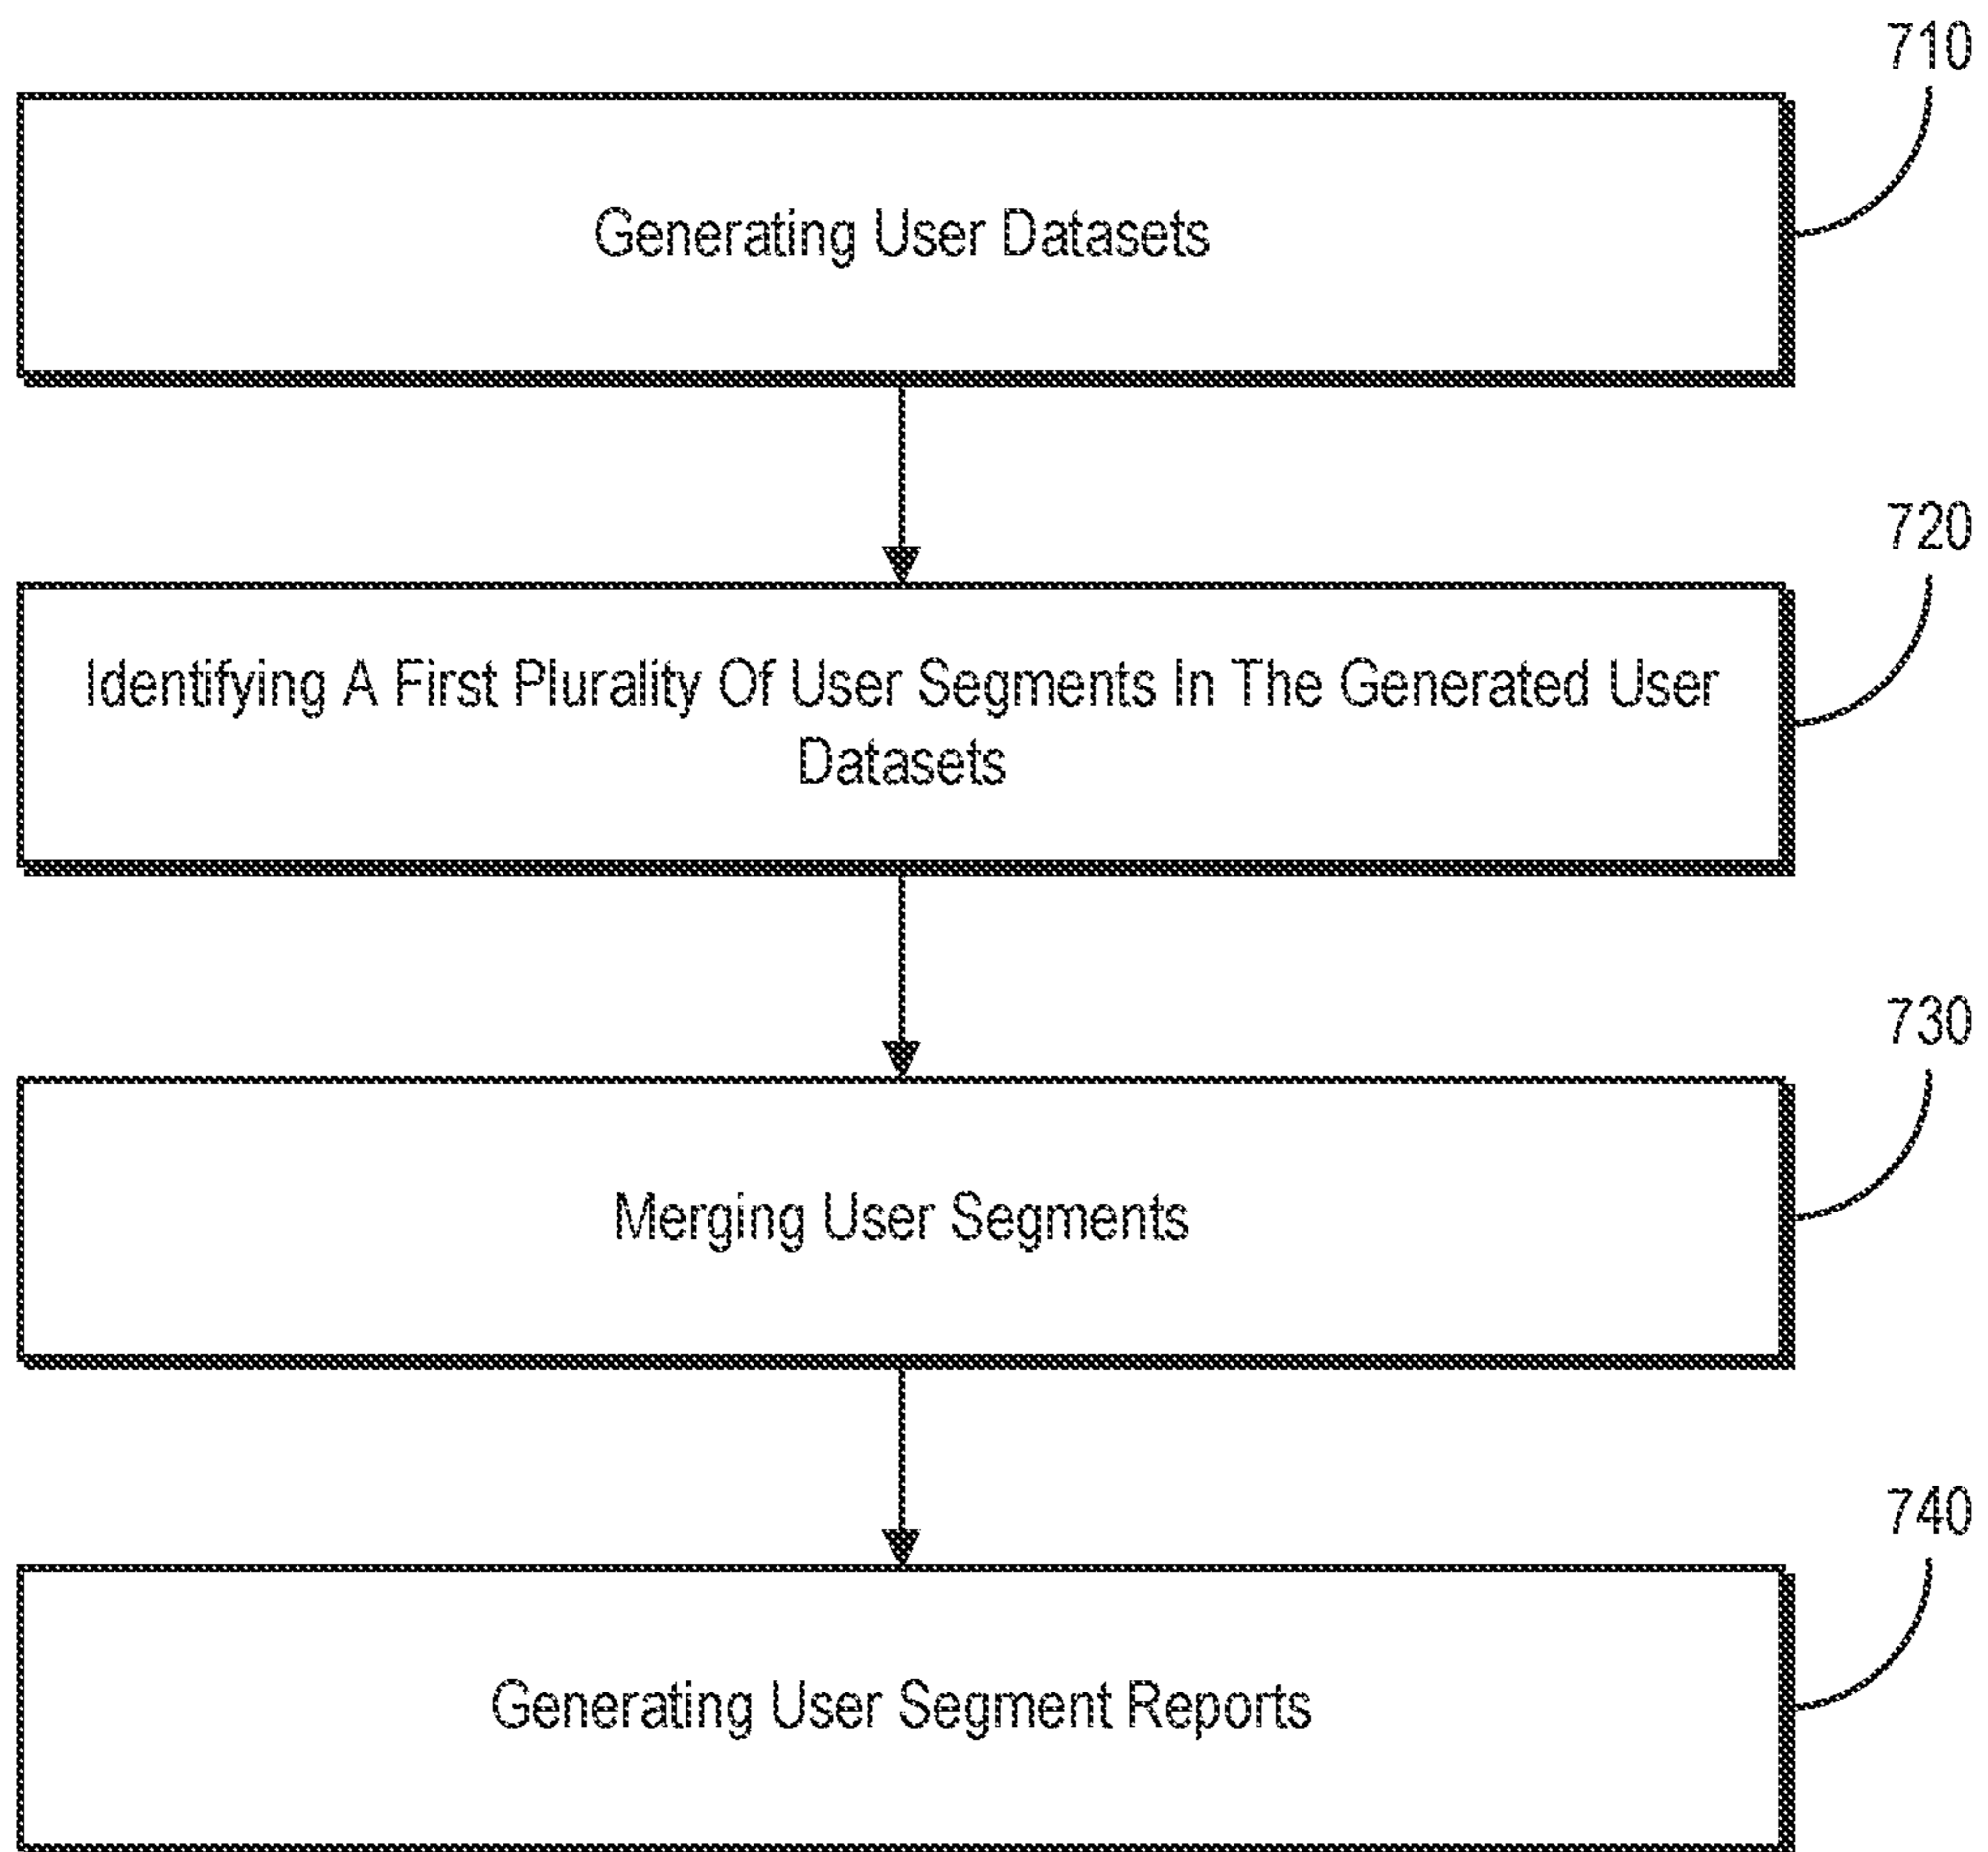 710
Generating User Datasets
720
Identifying A First Plurality Of User Segments In The Generated User
Datasets
730
Merging User Segments
740
Generating User Segment Reports